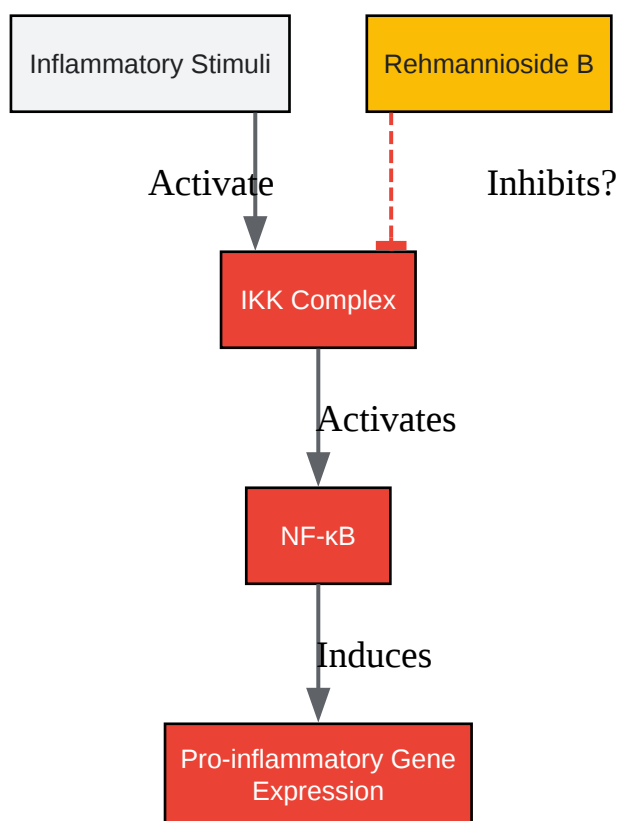 Inflammatory Stimuli
Rehmannioside B
Activate
Inhibits?
IKK Complex
Activates
NF-κB
Induces
Pro-inflammatory Gene
Expression